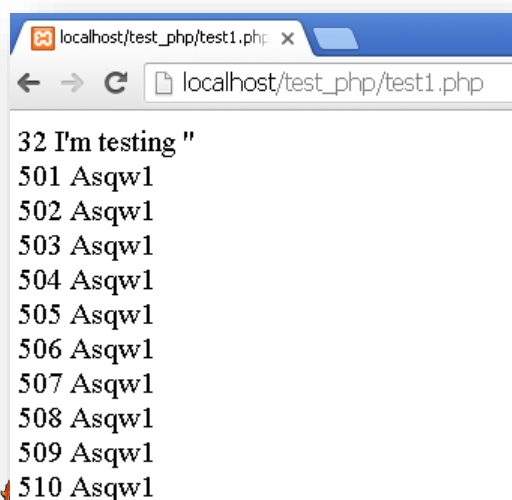 localhost/test_php/test1.php
localhost/test_php/test1.php
32 I'm testing "
501 Asqw1
502 Asqw1
503 Asqw1
504 Asqw1
505 Asqw1
506 Asqw1
507 Asqw1
508 Asqw1
509 Asqw1
510 Asqw1